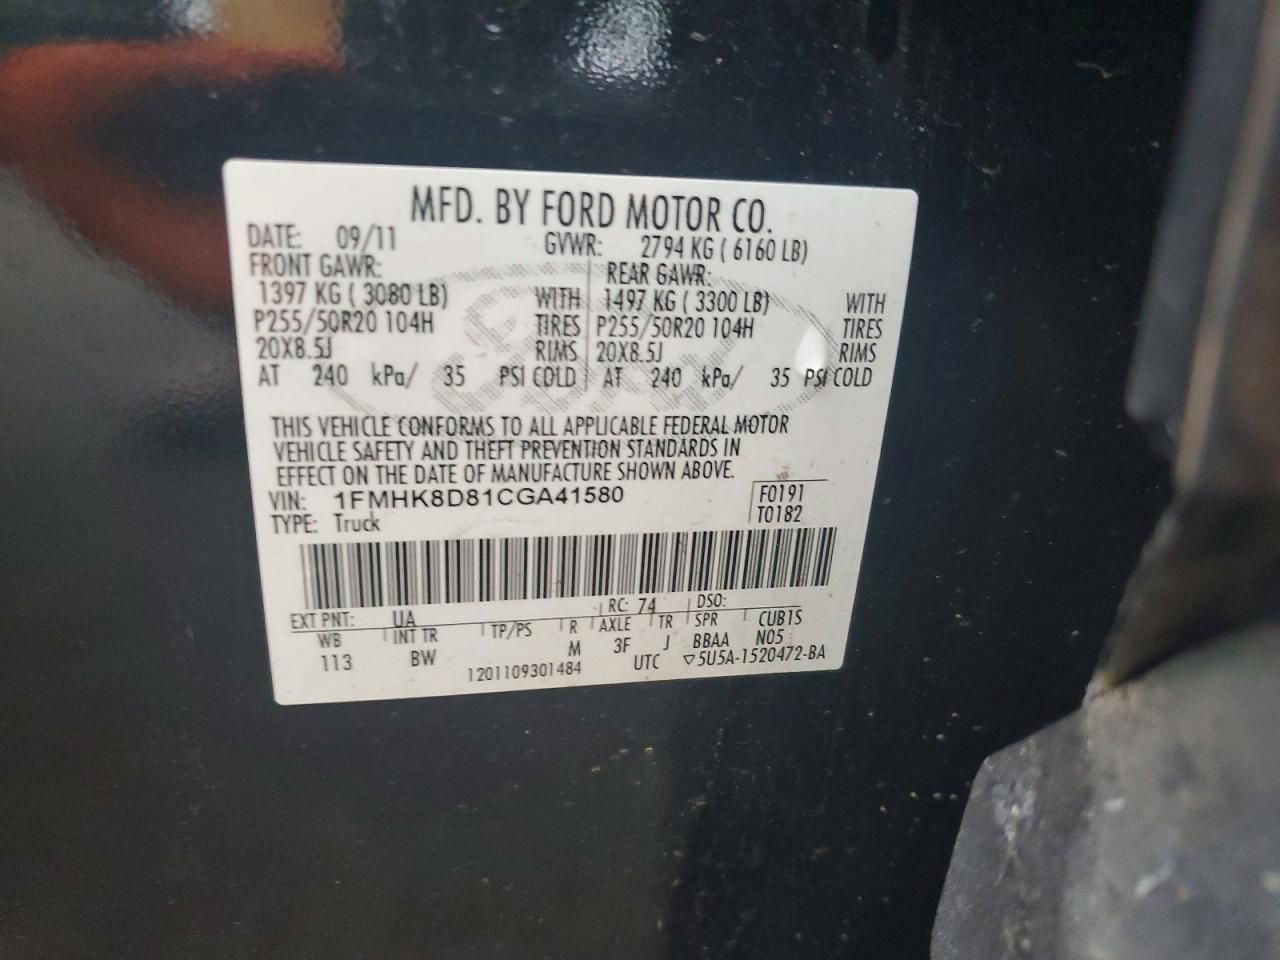 MFD. BY FORD MOTOR CO.
DATE: 09/11 GVWR: 2794 KG ( 6160 LB)
FRONT GAWR: REAR GAWR:
1397 KG ( 3080 LB) WITH 1497 KG ( 3300 LB) WITH
P255/50R20 104H TIRES P255/50R20 104H TIRES
20X8.5J RIMS 20X8.5J RIMS
AT 240 kPa/ 35 PSI COLD AT 240 kPa/ 35 PSI COLD
THIS VEHICLE CONFORMS TO ALL APPLICABLE FEDERAL MOTOR
VEHICLE SAFETY AND THEFT PREVENTION STANDARDS IN
EFFECT ON THE DATE OF MANUFACTURE SHOWN ABOVE.
VIN: 1FMHK8D81CGA41580 F0191
TYPE: Truck T0182
EXT PNT: UA RC: 74 DSO:
WB INT TR TP/PS R AXLE TR SPR CUB1S
113 BW M 3F J BBAA N05
1201109301484 UTC ▽5U5A-1520472-BA